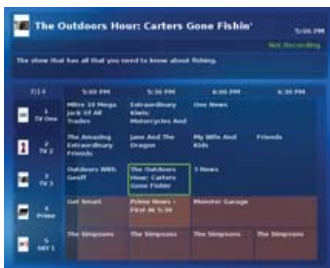 The Outdoors Hour: Carters
Gone Fishin'
5:06 PM
Not Recording
The show that has all that you need to know about fishing.
7/14 5:00 PM 5:30 PM 6:00 PM 6:30 PM
1
TV One
Mitre 10 Mega
Jack Of All
Trades
Extraordinary
Kiwis:
Motorcycles And
One News
2
TV 2
The Amazing
Extraordinary
Friends
Jane And The
Dragon
My Wife And
Kids
Friends
3
TV 3
Outdoors With
Geoff
The Outdoors
Hour: Carters
Gone Fishin'
3 News
4
Prime
Get Smart
Prime News -
First At 5:30
Monster Garage
5
SKY 1
The Simpsons
The Simpsons
The Simpsons
The Simpsons